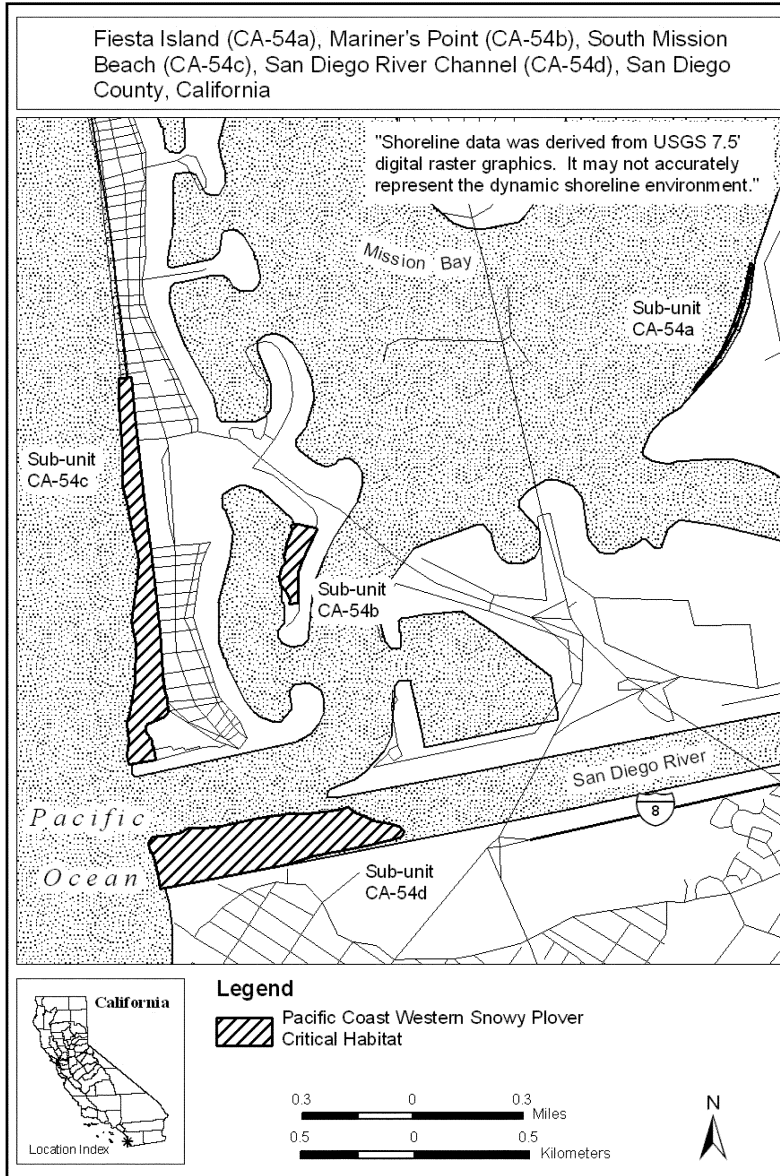 Fiesta Island (CA-54a), Mariner's Point (CA-54b), South Mission
Beach (CA-54c), San Diego River Channel (CA-54d), San Diego
County, California
"Shoreline data was derived from USGS 7.5'
digital raster graphics. It may not accurately
represent the dynamic shoreline environment."
Mission Bay
Sub-unit
CA-54a
Sub-unit
CA-54c
Sub-unit
CA-54b
San Diego River
8
Pacific
Ocean
Sub-unit
CA-54d
California
Location Index
Legend
Pacific Coast Western Snowy Plover
Critical Habitat
0.3 0 0.3
Miles
0.5 0 0.5
Kilometers
N